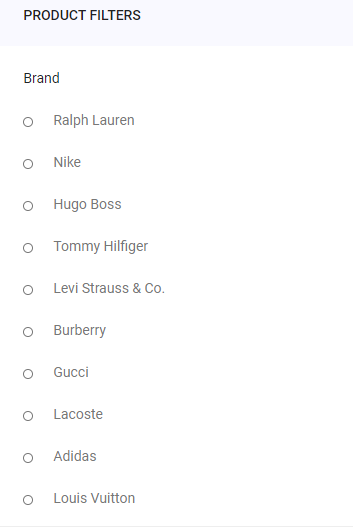 PRODUCT FILTERS
Brand
Ralph Lauren
Nike
Hugo Boss
Tommy Hilfiger
Levi Strauss & Co.
Burberry
Gucci
Lacoste
Adidas
Louis Vuitton